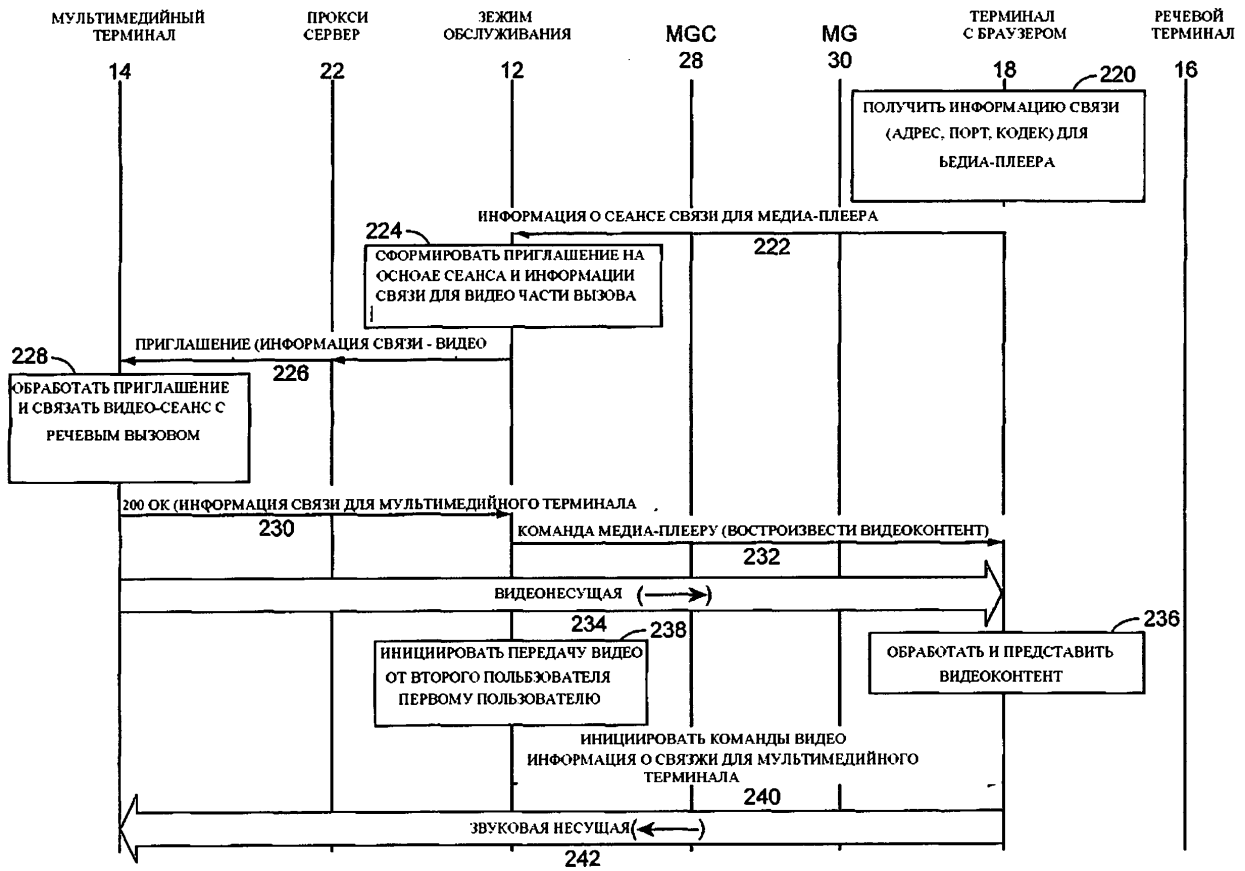 МУЛЬТИМЕДИЙНЫЙ
ТЕРМИНАЛ
14
ПРОКСИ
СЕРВЕР
22
ЗЕЖИМ
ОБСЛУЖИВАНИЯ
12
MGC
28
MG
30
ТЕРМИНАЛ
С БРАУЗЕРОМ
18
РЕЧЕВОЙ
ТЕРМИНАЛ
16
220
ПОЛУЧИТЬ ИНФОРМАЦИЮ СВЯЗИ
(АДРЕС, ПОРТ, КОДЕК) ДЛЯ
ЬЕДИА-ПЛЕЕРА
ИНФОРМАЦИЯ О СЕАНСЕ СВЯЗИ ДЛЯ МЕДИА-ПЛЕЕРА
222
224
СФОРМИРОВАТЬ ПРИГЛАШЕНИЕ НА
ОСНОАЕ СЕАНСА И ИНФОРМАЦИИ
СВЯЗИ ДЛЯ ВИДЕО ЧАСТИ ВЫЗОВА
ПРИГЛАШЕНИЕ (ИНФОРМАЦИЯ СВЯЗИ - ВИДЕО
226
228
ОБРАБОТАТЬ ПРИГЛАШЕНИЕ
И СВЯЗАТЬ ВИДЕО-СЕАНС С
РЕЧЕВЫМ ВЫЗОВОМ
200 OK (ИНФОРМАЦИЯ СВЯЗИ ДЛЯ МУЛЬТИМЕДИЙНОГО ТЕРМИНАЛА
230
КОМАНДА МЕДИА-ПЛЕЕРУ (ВОСТРОИЗВЕСТИ ВИДЕОКОНТЕНТ)
232
ВИДЕОНЕСУЩАЯ (→)
234
238
ИНИЦИИРОВАТЬ ПЕРЕДАЧУ ВИДЕО
ОТ ВТОРОГО ПОЛЬБЗОВАТЕЛЯ
ПЕРВОМУ ПОЛЬЗОВАТЕЛЮ
236
ОБРАБОТАТЬ И ПРЕДСТАВИТЬ
ВИДЕОКОНТЕНТ
ИНИЦИИРОВАТЬ КОМАНДЫ ВИДЕО
ИНФОРМАЦИЯ О СВЯЗЖИ ДЛЯ МУЛЬТИМЕДИЙНОГО
ТЕРМИНАЛА
240
ЗВУКОВАЯ НЕСУЩАЯ (←)
242